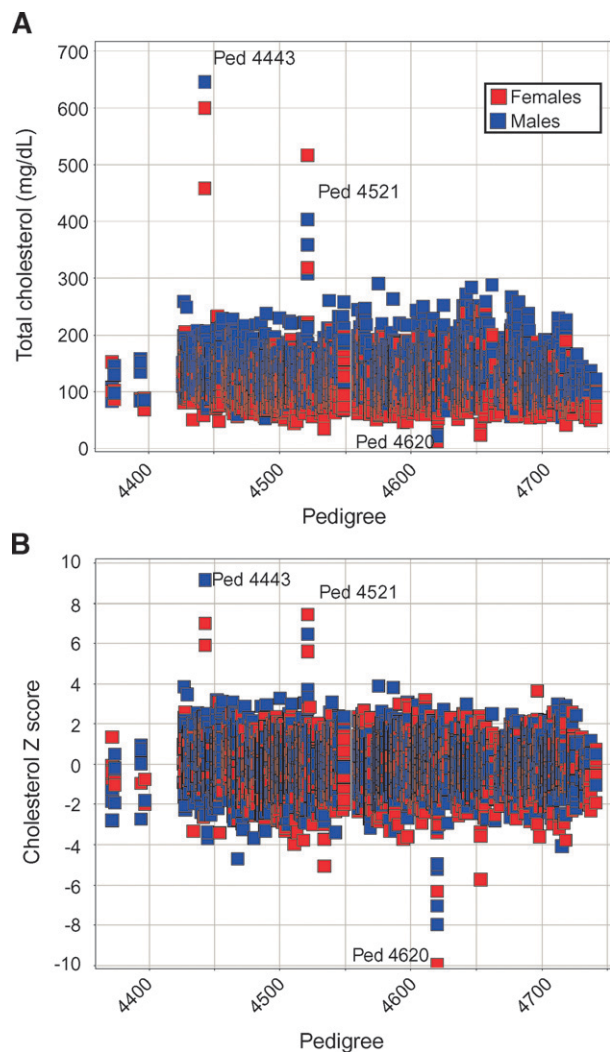 A
700
Ped 4443
600
Females
Males
500
Ped 4521
400
300
200
100
Ped 4620
0
Total cholesterol (mg/dL)
4400
4500
4600
4700
Pedigree
B
10
Ped 4443
Ped 4521
8
6
4
2
0
-2
-4
-6
-8
Ped 4620
-10
Cholesterol Z score
4400
4500
4600
4700
Pedigree